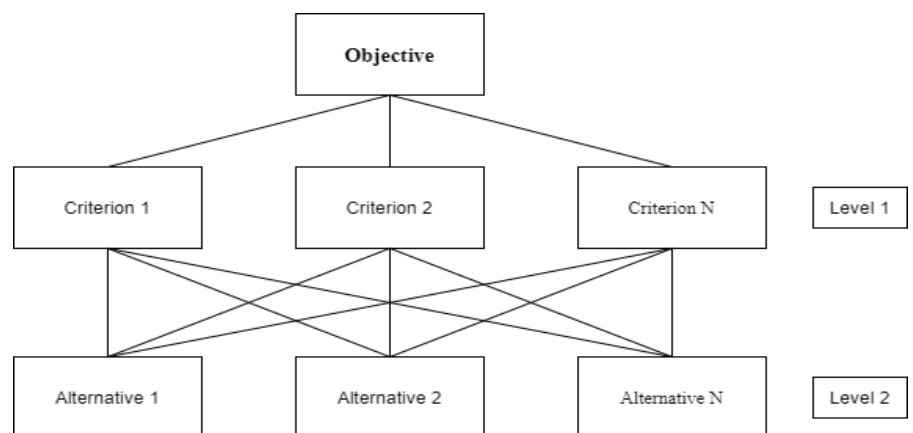 Objective
Criterion 1
Criterion 2
Criterion N
Level 1
Alternative 1
Alternative 2
Alternative N
Level 2